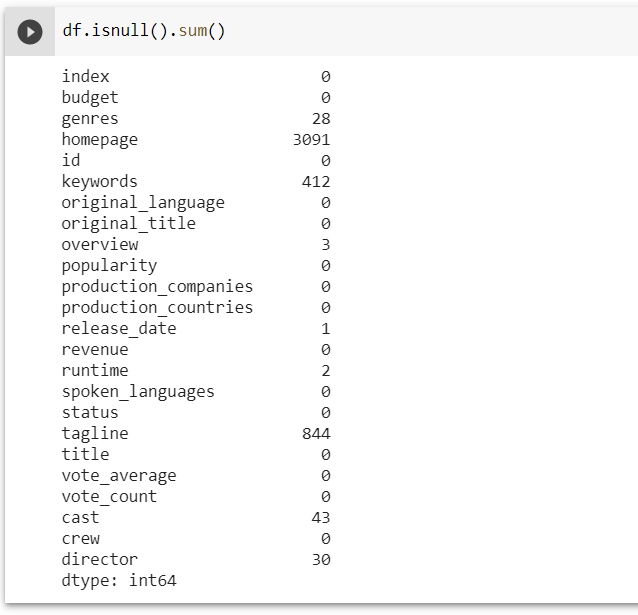 df.isnull().sum()
index 0
budget 0
genres 28
homepage 3091
id 0
keywords 412
original_language 0
original_title 0
overview 3
popularity 0
production_companies 0
production_countries 0
release_date 1
revenue 0
runtime 2
spoken_languages 0
status 0
tagline 844
title 0
vote_average 0
vote_count 0
cast 43
crew 0
director 30
dtype: int64